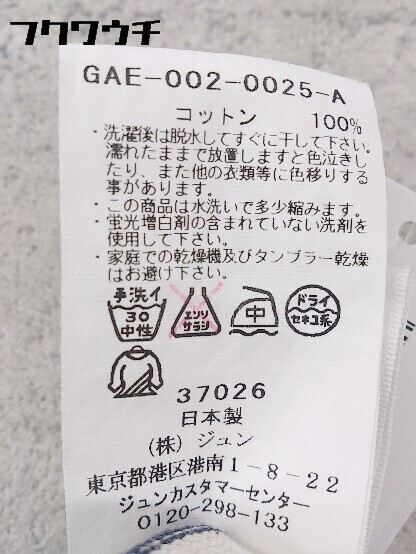 フクワウチ
GAE-002-0025-A
コットン 100%
・洗濯後は脱水してすぐに干して下さい。
濡れたままで放置しますと色泣きし
たり、また他の衣類等に色移りする
事があります。
・この商品は水洗いで多少縮みます。
・蛍光増白剤の含まれていない洗剤を
使用して下さい。
・家庭での乾燥機及びタンブラー乾燥
はお避け下さい。
手洗イ
30
中性
エンソ
サラシ
中
ドライ
セキユ系
37026
日本製
(株)ジュン
東京都港区港南1-8-22
ジュンカスタマーセンター
0120-298-133